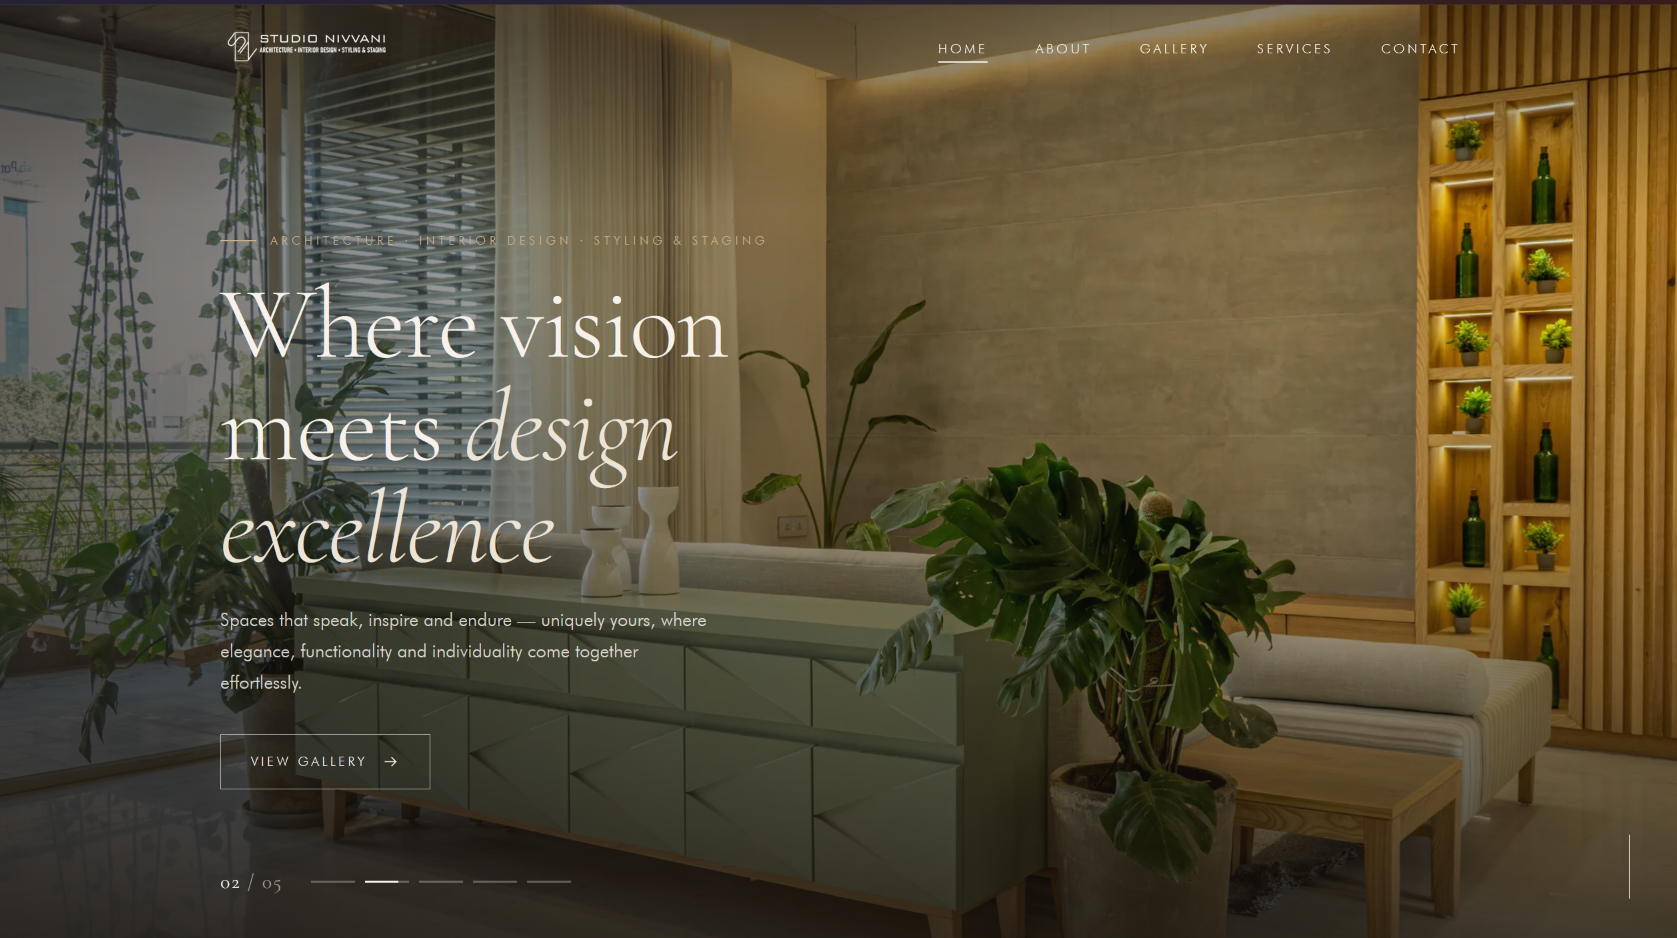 STUDIO NIVVANI
ARCHITECTURE • INTERIOR DESIGN • STYLING & STAGING
HOME
ABOUT
GALLERY
SERVICES
CONTACT
ARCHITECTURE · INTERIOR DESIGN · STYLING & STAGING
Where vision
meets design
excellence
Spaces that speak, inspire and endure — uniquely yours, where
elegance, functionality and individuality come together
effortlessly.
VIEW GALLERY →
02 / 05